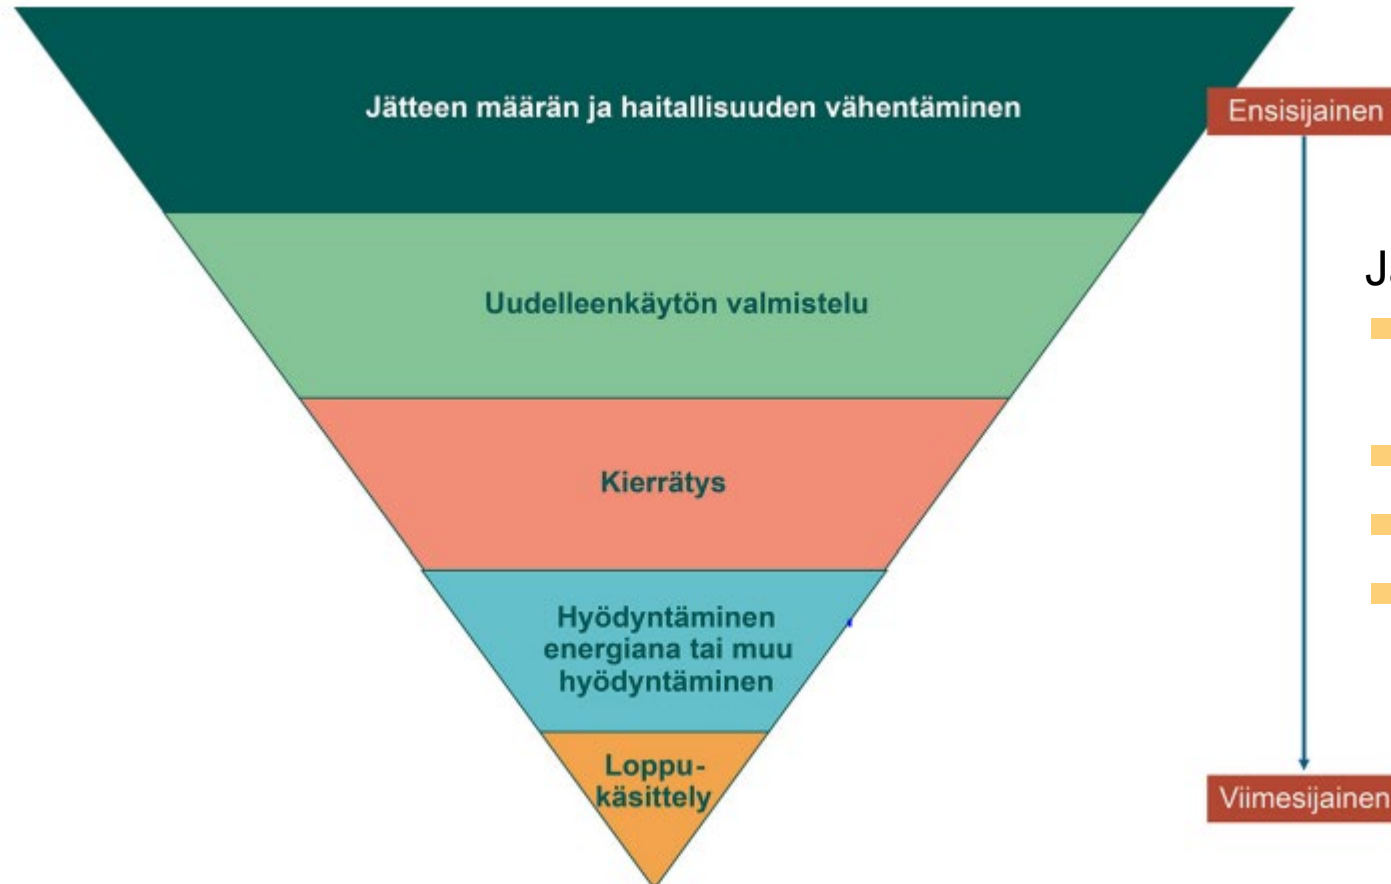 Jätteen määrän ja haitallisuuden vähentäminen
Ensisijainen
Uudelleenkäytön valmistelu
Kierrätys
Hyödyntäminen
energiana tai muu
hyödyntäminen
Loppu-
käsittely
Viimesijainen